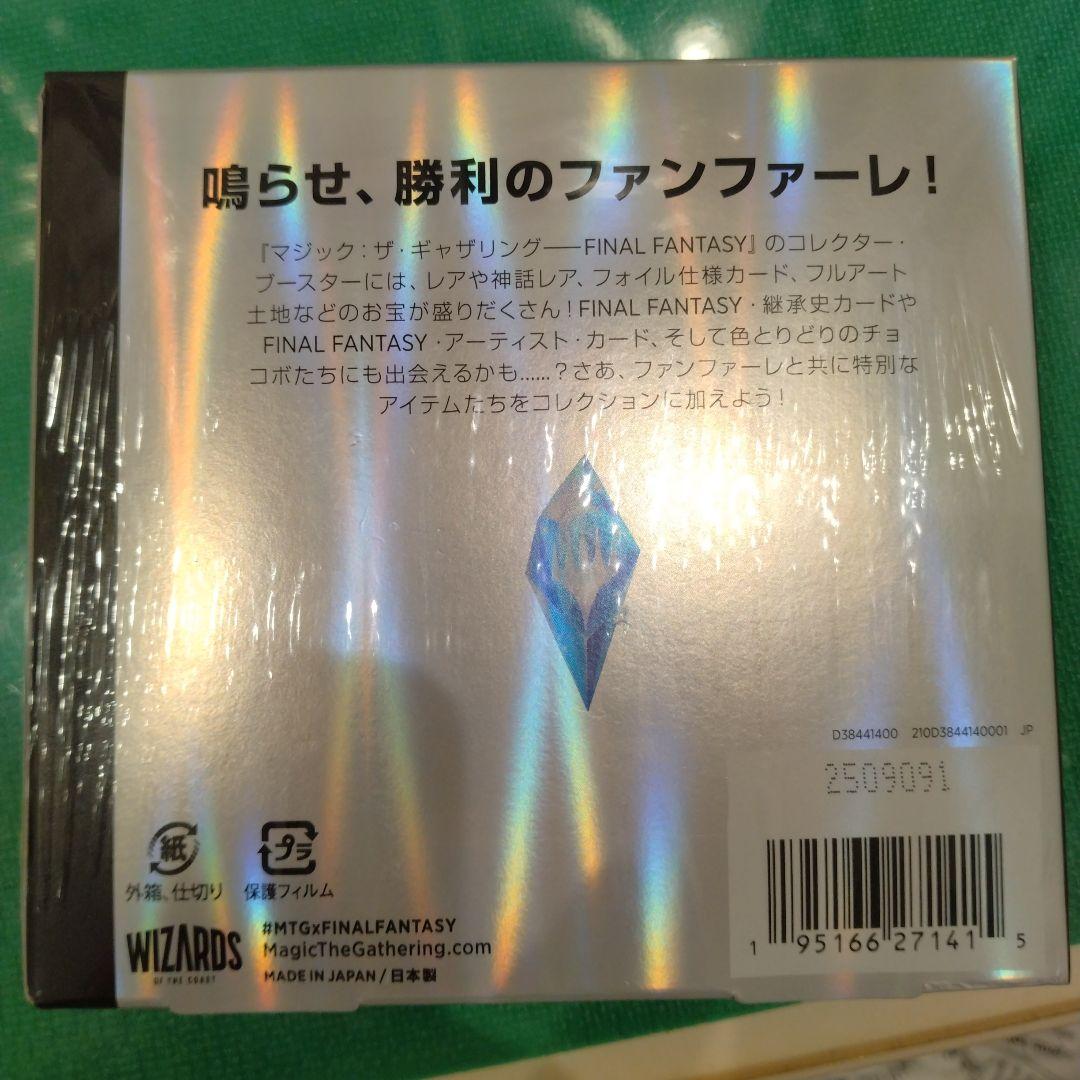 鳴らせ、勝利のファンファーレ!
『マジック:ザ・ギャザリング──FINAL FANTASY』のコレクター・
ブースターには、レアや神話レア、フォイル仕様カード、フルアート
土地などのお宝が盛りだくさん!FINAL FANTASY・継承史カードや
FINAL FANTASY・アーティスト・カード、そして色とりどりのチョ
コボたちにも出会えるかも……?さあ、ファンファーレと共に特別な
アイテムたちをコレクションに加えよう!
D38441400 210D3844140001 JP
2509091
紙
外箱、仕切り
プラ
保護フィルム
WIZARDS
OF THE COAST
#MTGxFINALFANTASY
MagicTheGathering.com
MADE IN JAPAN / 日本製
1 95166 27141 5